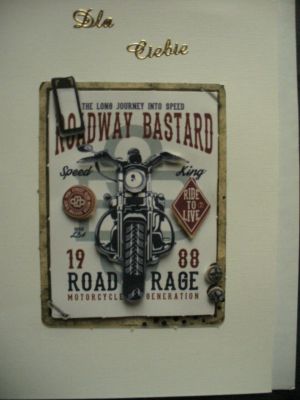 Dla
Ciebie
THE LONG JOURNEY INTO SPEED
ROADWAY BASTARD
Speed King
RIDE TO LIVE
19 88
ROAD RAGE
MOTORCYCLE GENERATION